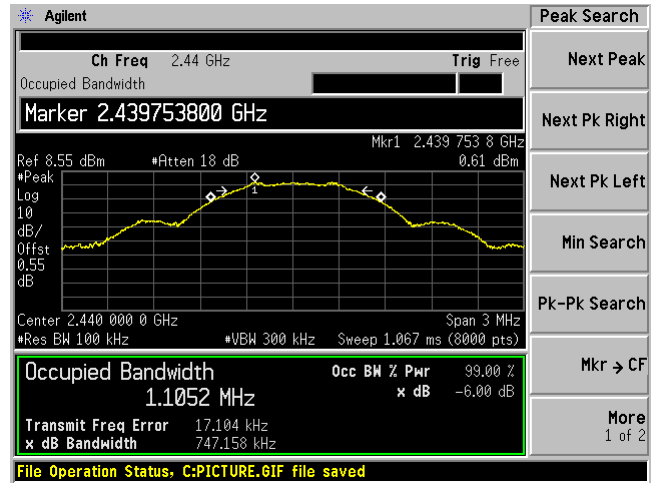 Agilent
Peak Search
Ch Freq 2.44 GHz Trig Free
Occupied Bandwidth
Marker 2.439753800 GHz
Mkr1 2.439 753 8 GHz
Ref 8.55 dBm #Atten 18 dB 0.61 dBm
#Peak
Log
10
dB/
Offst
0.55
dB
1
Center 2.440 000 0 GHz Span 3 MHz
#Res BW 100 kHz #VBW 300 kHz Sweep 1.067 ms (8000 pts)
Occupied Bandwidth Occ BW % Pwr 99.00 %
1.1052 MHz x dB -6.00 dB
Transmit Freq Error 17.104 kHz
x dB Bandwidth 747.158 kHz
File Operation Status, C:PICTURE.GIF file saved
Next Peak
Next Pk Right
Next Pk Left
Min Search
Pk-Pk Search
Mkr → CF
More
1 of 2